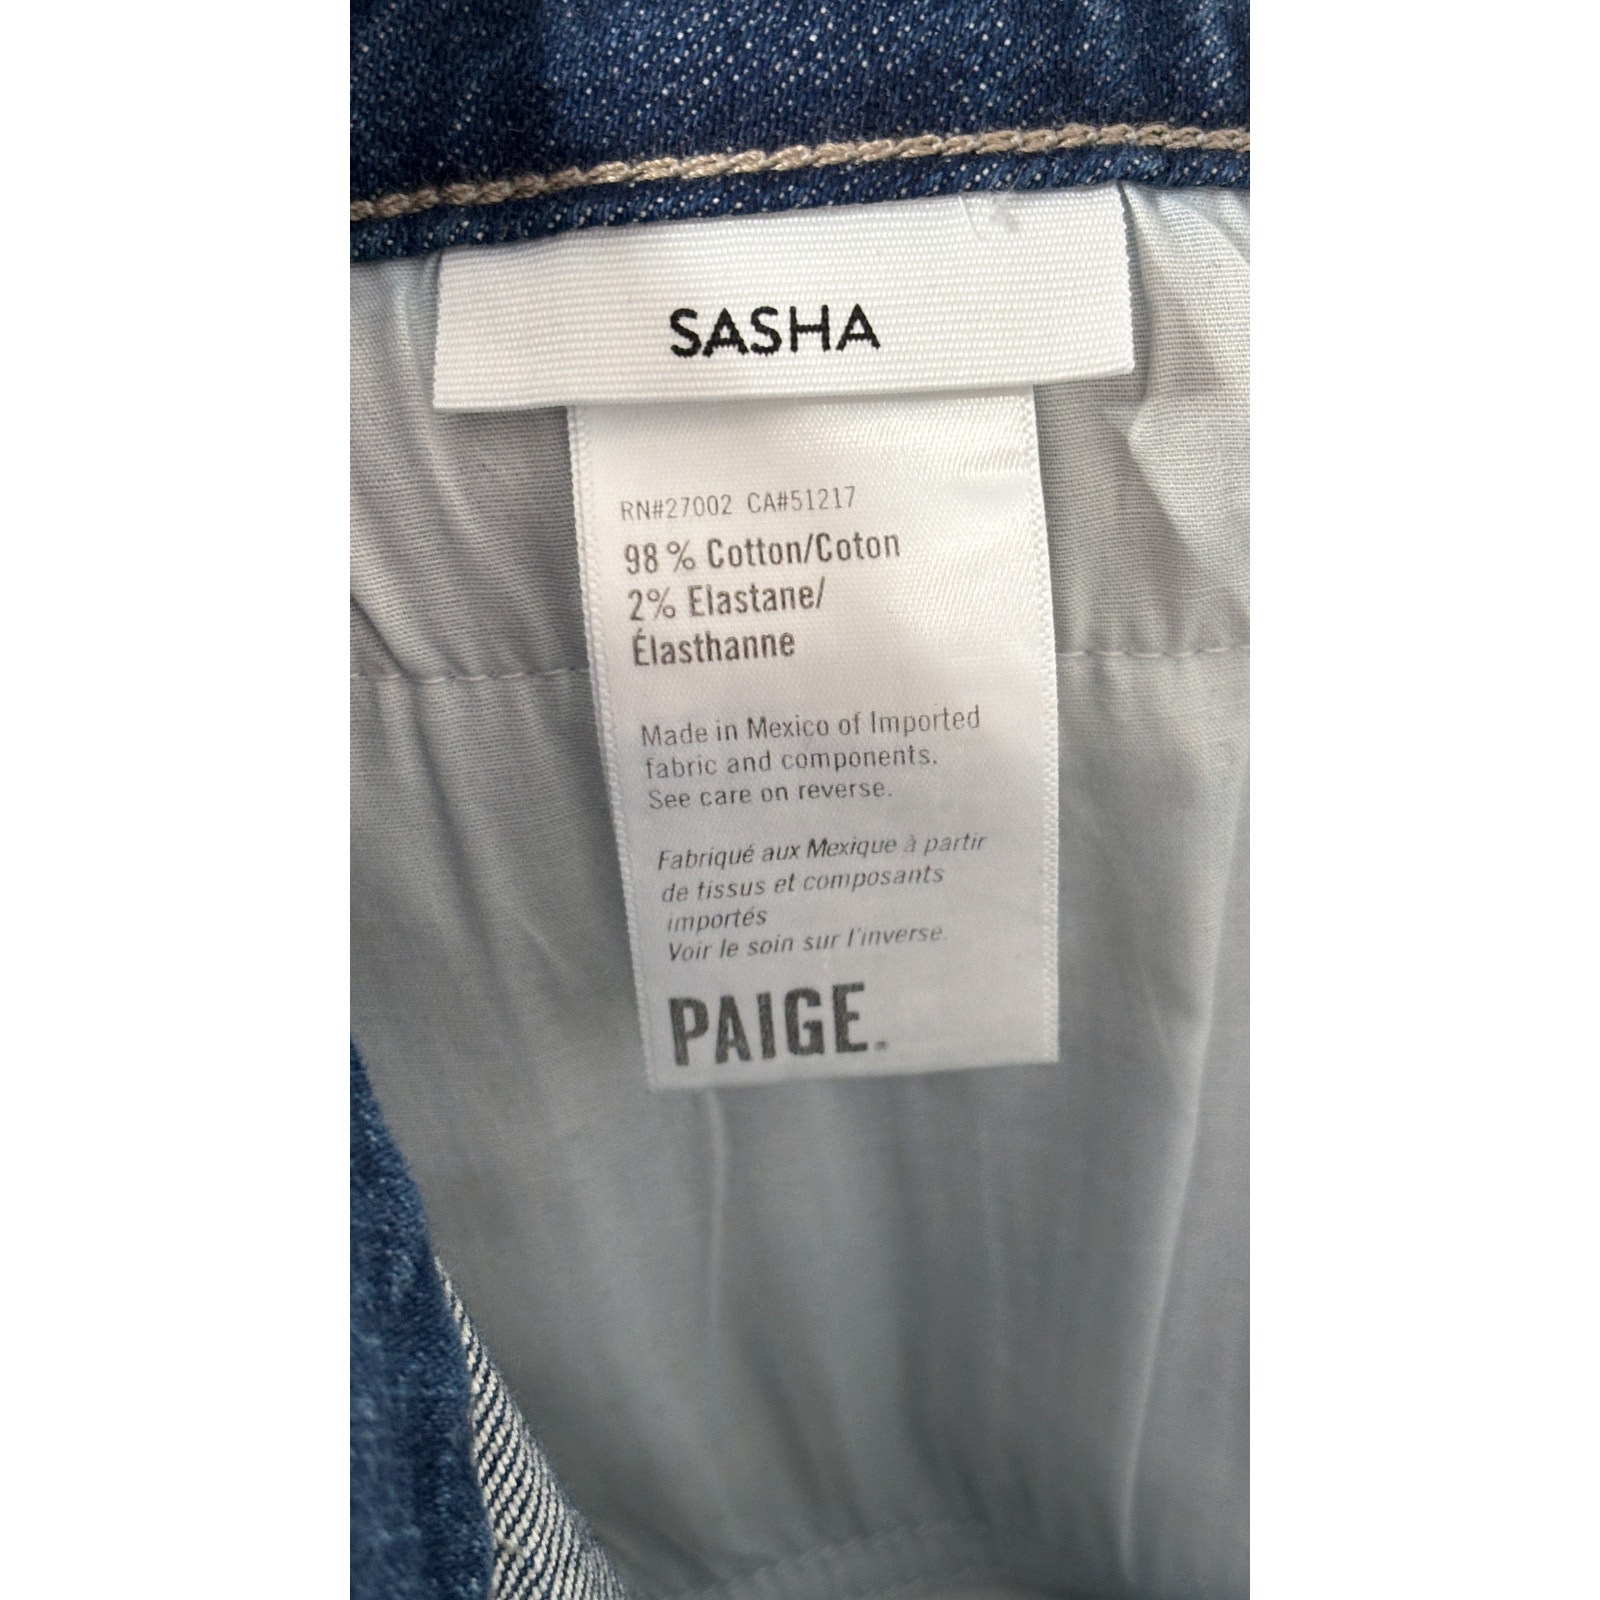 SASHA
RN#27002 CA#51217
98% Cotton/Coton
2% Elastane/
Élasthanne
Made in Mexico of Imported
fabric and components.
See care on reverse.
Fabriqué aux Mexique à partir
de tissus et composants
importés
Voir le soin sur l'inverse.
PAIGE®